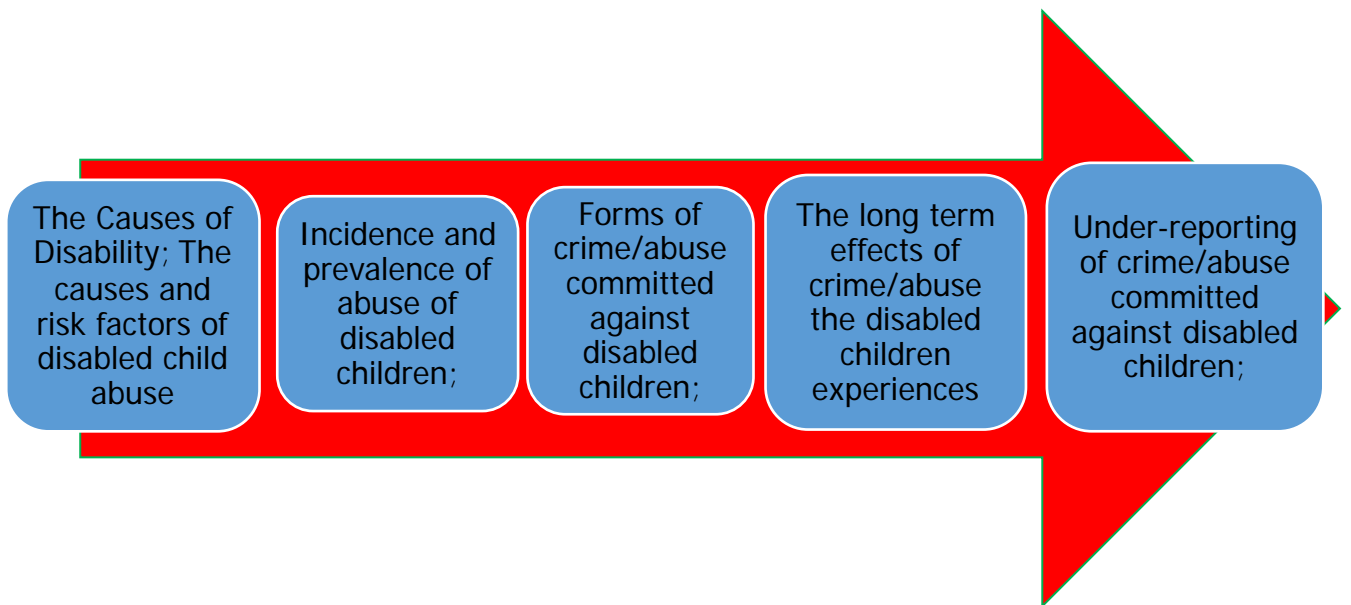 The Causes of
Disability; The
causes and
risk factors of
disabled child
abuse
Incidence and
prevalence of
abuse of
disabled
children;
Forms of
crime/abuse
committed
against
disabled
children;
The long term
effects of
crime/abuse
the disabled
children
experiences
Under-reporting
of crime/abuse
committed
against disabled
children;